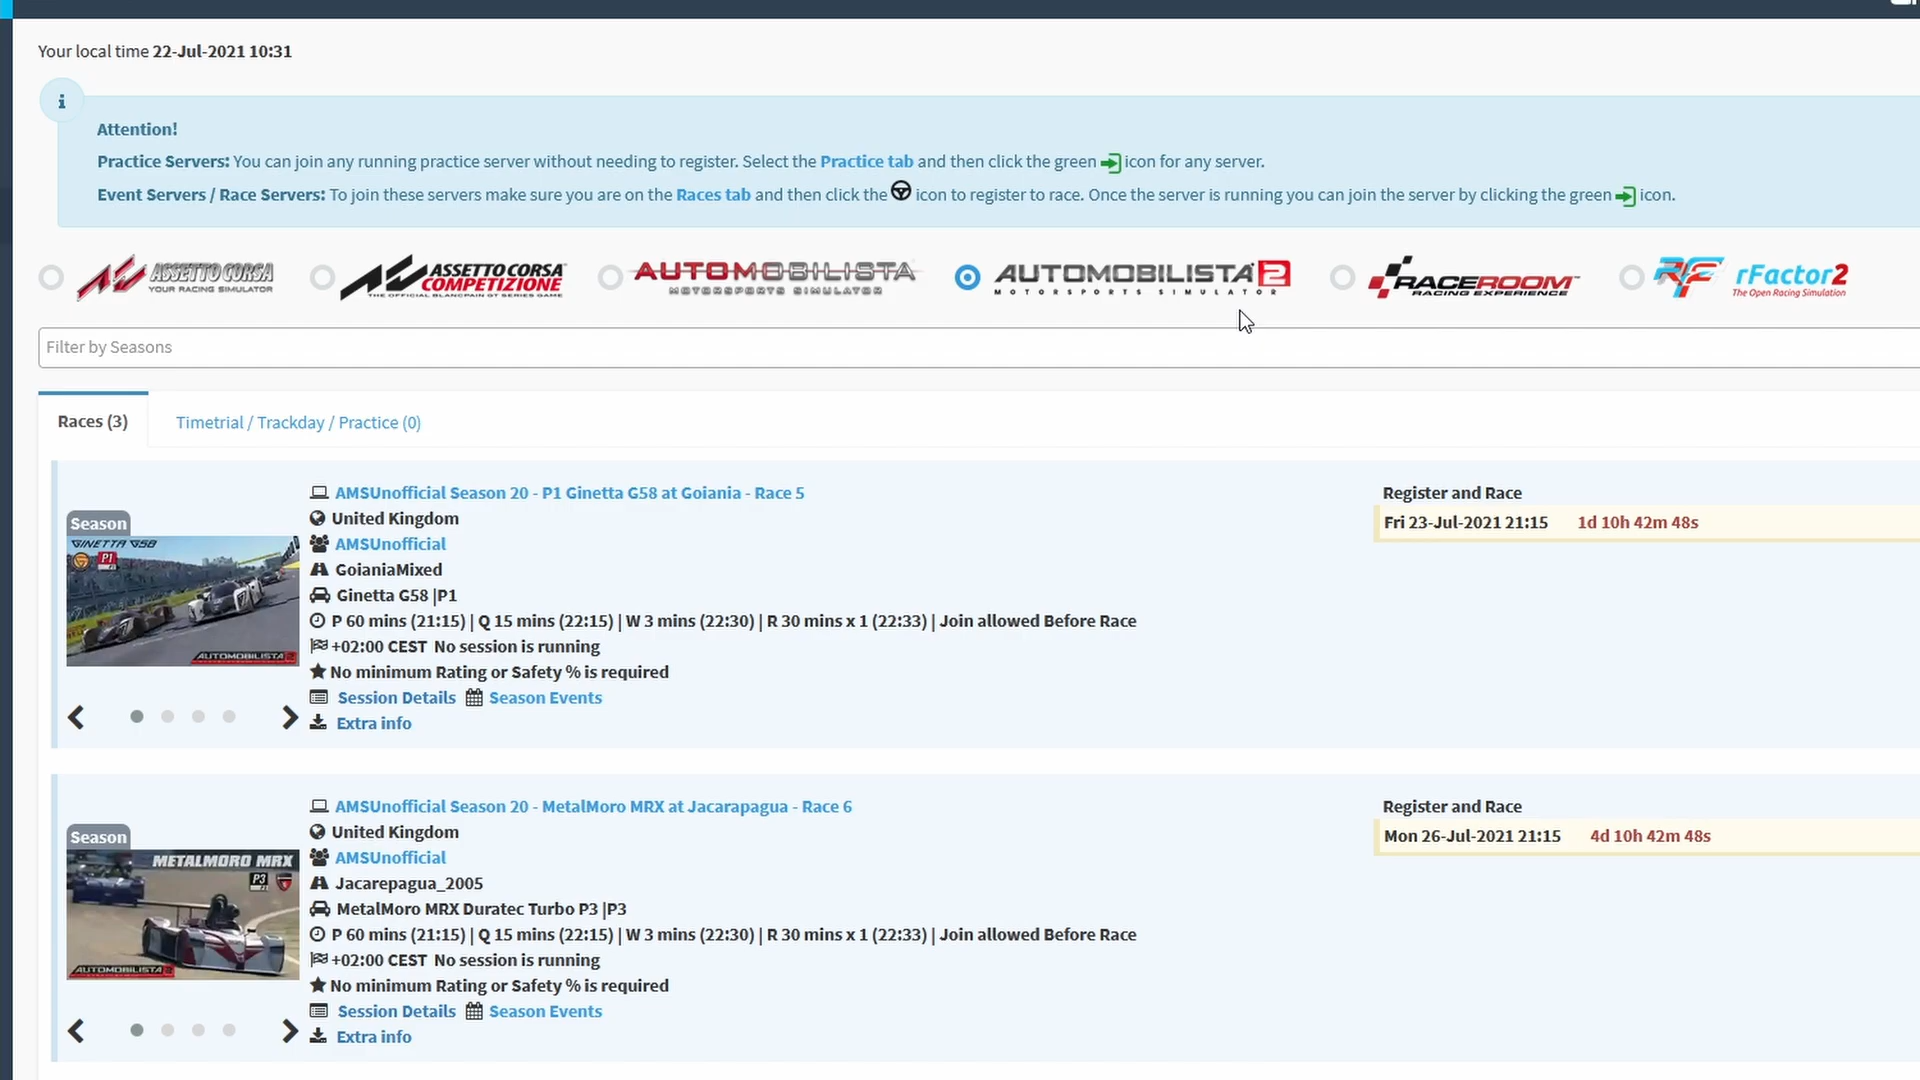 Your local time 22-Jul-2021 10:31
Attention!
Practice Servers: You can join any running practice server without needing to register. Select the Practice tab and then click the green icon for any server.
Event Servers / Race Servers: To join these servers make sure you are on the Races tab and then click the icon to register to race. Once the server is running you can join the server by clicking the green icon.
ASSETTO CORSA
YOUR RACING SIMULATOR
ASSETTO CORSA
COMPETIZIONE
THE OFFICIAL BLANCPAIN GT SERIES GAME
AUTOMOBILISTA
MOTORSPORTS SIMULATOR
AUTOMOBILISTA 2
MOTORSPORTS SIMULATOR
RACEROOM
RACING EXPERIENCE
rFactor2
The Open Racing Simulation
Filter by Seasons
Races (3)
Timetrial / Trackday / Practice (0)
Season
GINETTA G58
P1
AUTOMOBILISTA 2
AMSUnofficial Season 20 - P1 Ginetta G58 at Goiania - Race 5
United Kingdom
AMSUnofficial
GoianiaMixed
Ginetta G58 |P1
P 60 mins (21:15) | Q 15 mins (22:15) | W 3 mins (22:30) | R 30 mins x 1 (22:33) | Join allowed Before Race
+02:00 CEST No session is running
No minimum Rating or Safety % is required
Session Details Season Events
Extra info
Register and Race
Fri 23-Jul-2021 21:15 1d 10h 42m 48s
Season
METALMORO MRX
P3
AUTOMOBILISTA 2
AMSUnofficial Season 20 - MetalMoro MRX at Jacarapagua - Race 6
United Kingdom
AMSUnofficial
Jacarepagua_2005
MetalMoro MRX Duratec Turbo P3 |P3
P 60 mins (21:15) | Q 15 mins (22:15) | W 3 mins (22:30) | R 30 mins x 1 (22:33) | Join allowed Before Race
+02:00 CEST No session is running
No minimum Rating or Safety % is required
Session Details Season Events
Extra info
Register and Race
Mon 26-Jul-2021 21:15 4d 10h 42m 48s